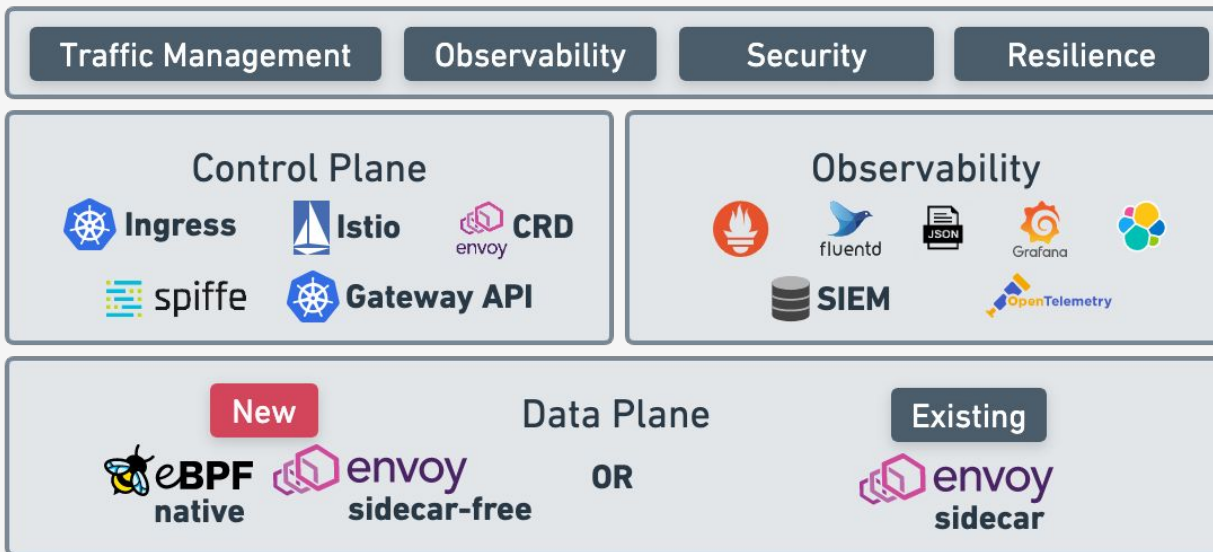 Traffic Management
Observability
Security
Resilience
Control Plane
Ingress
Istio
envoy
CRD
spiffe
Gateway API
Observability
fluentd
JSON
Grafana
SIEM
OpenTelemetry
New
Data Plane
Existing
eBPF
native
envoy
sidecar-free
OR
envoy
sidecar